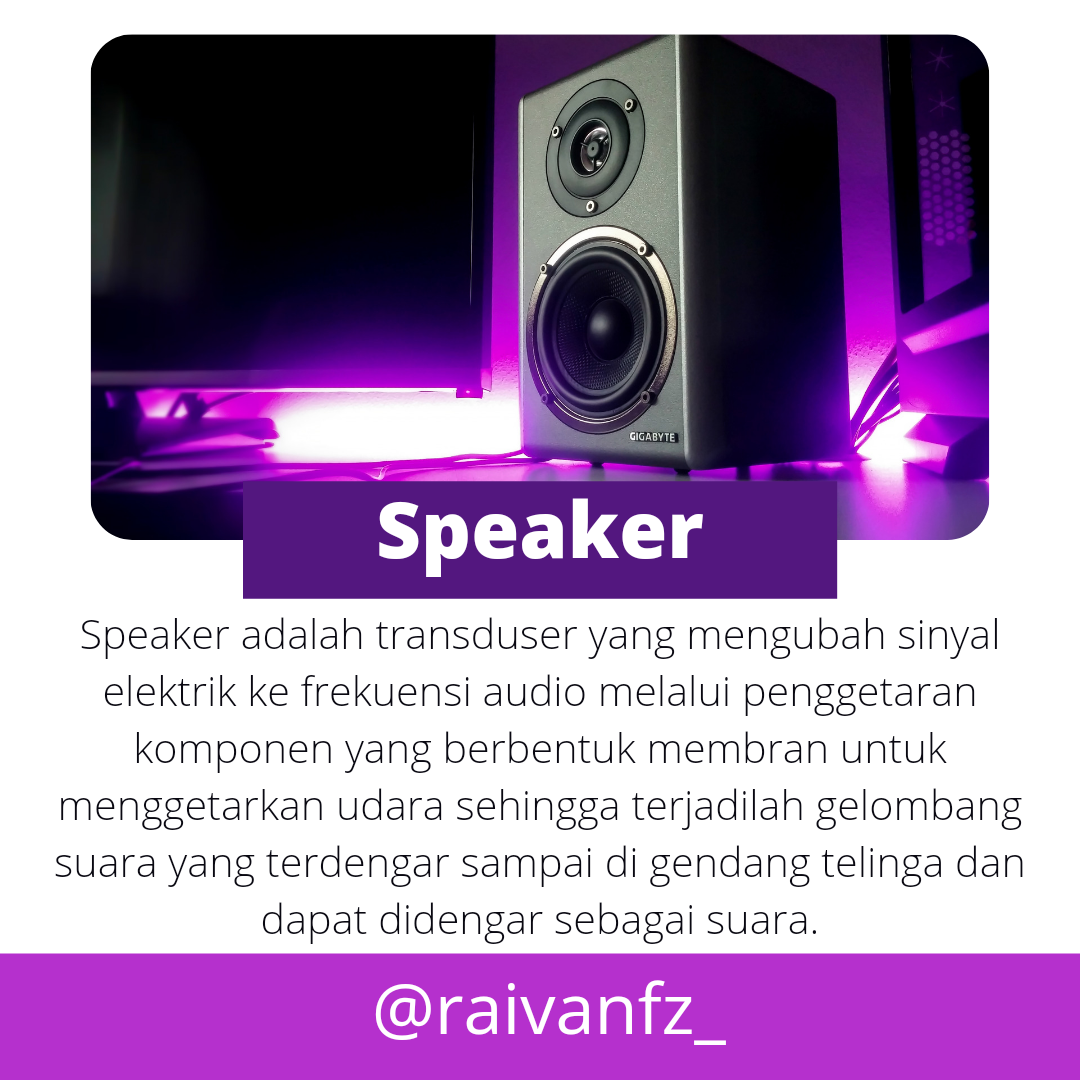 GIGABYTE
Speaker
Speaker adalah transduser yang mengubah sinyal
elektrik ke frekuensi audio melalui penggetaran
komponen yang berbentuk membran untuk
menggetarkan udara sehingga terjadilah gelombang
suara yang terdengar sampai di gendang telinga dan
dapat didengar sebagai suara.
@raivanfz_